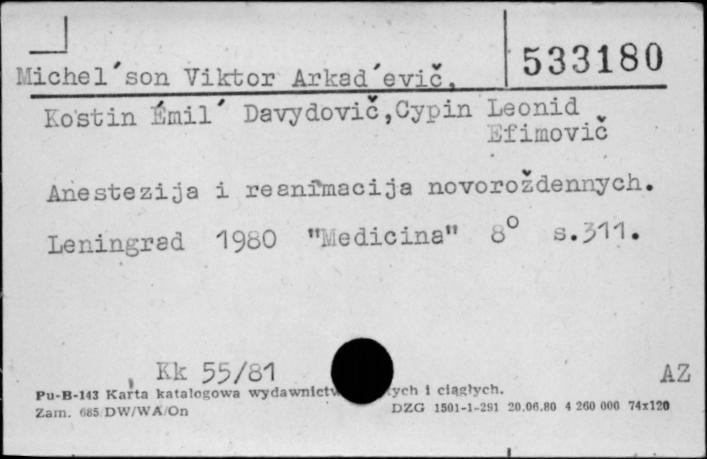 533180
Michel´son Viktor Arkad´evič,
Kostin Émil´ Davydovič, Cypin Leonid
Efimovič
Anestezija i reanimacija novoroždennych.
Leningrad 1980 "Medicina" 8° s.311.
Kk 55/81 AZ
Pu-B-143 Karta katalogowa wydawnictw ych i ciągłych.
Zam. 685/DW/WA/On DZG 1501-1-291 20.06.80 4 260 000 74x120